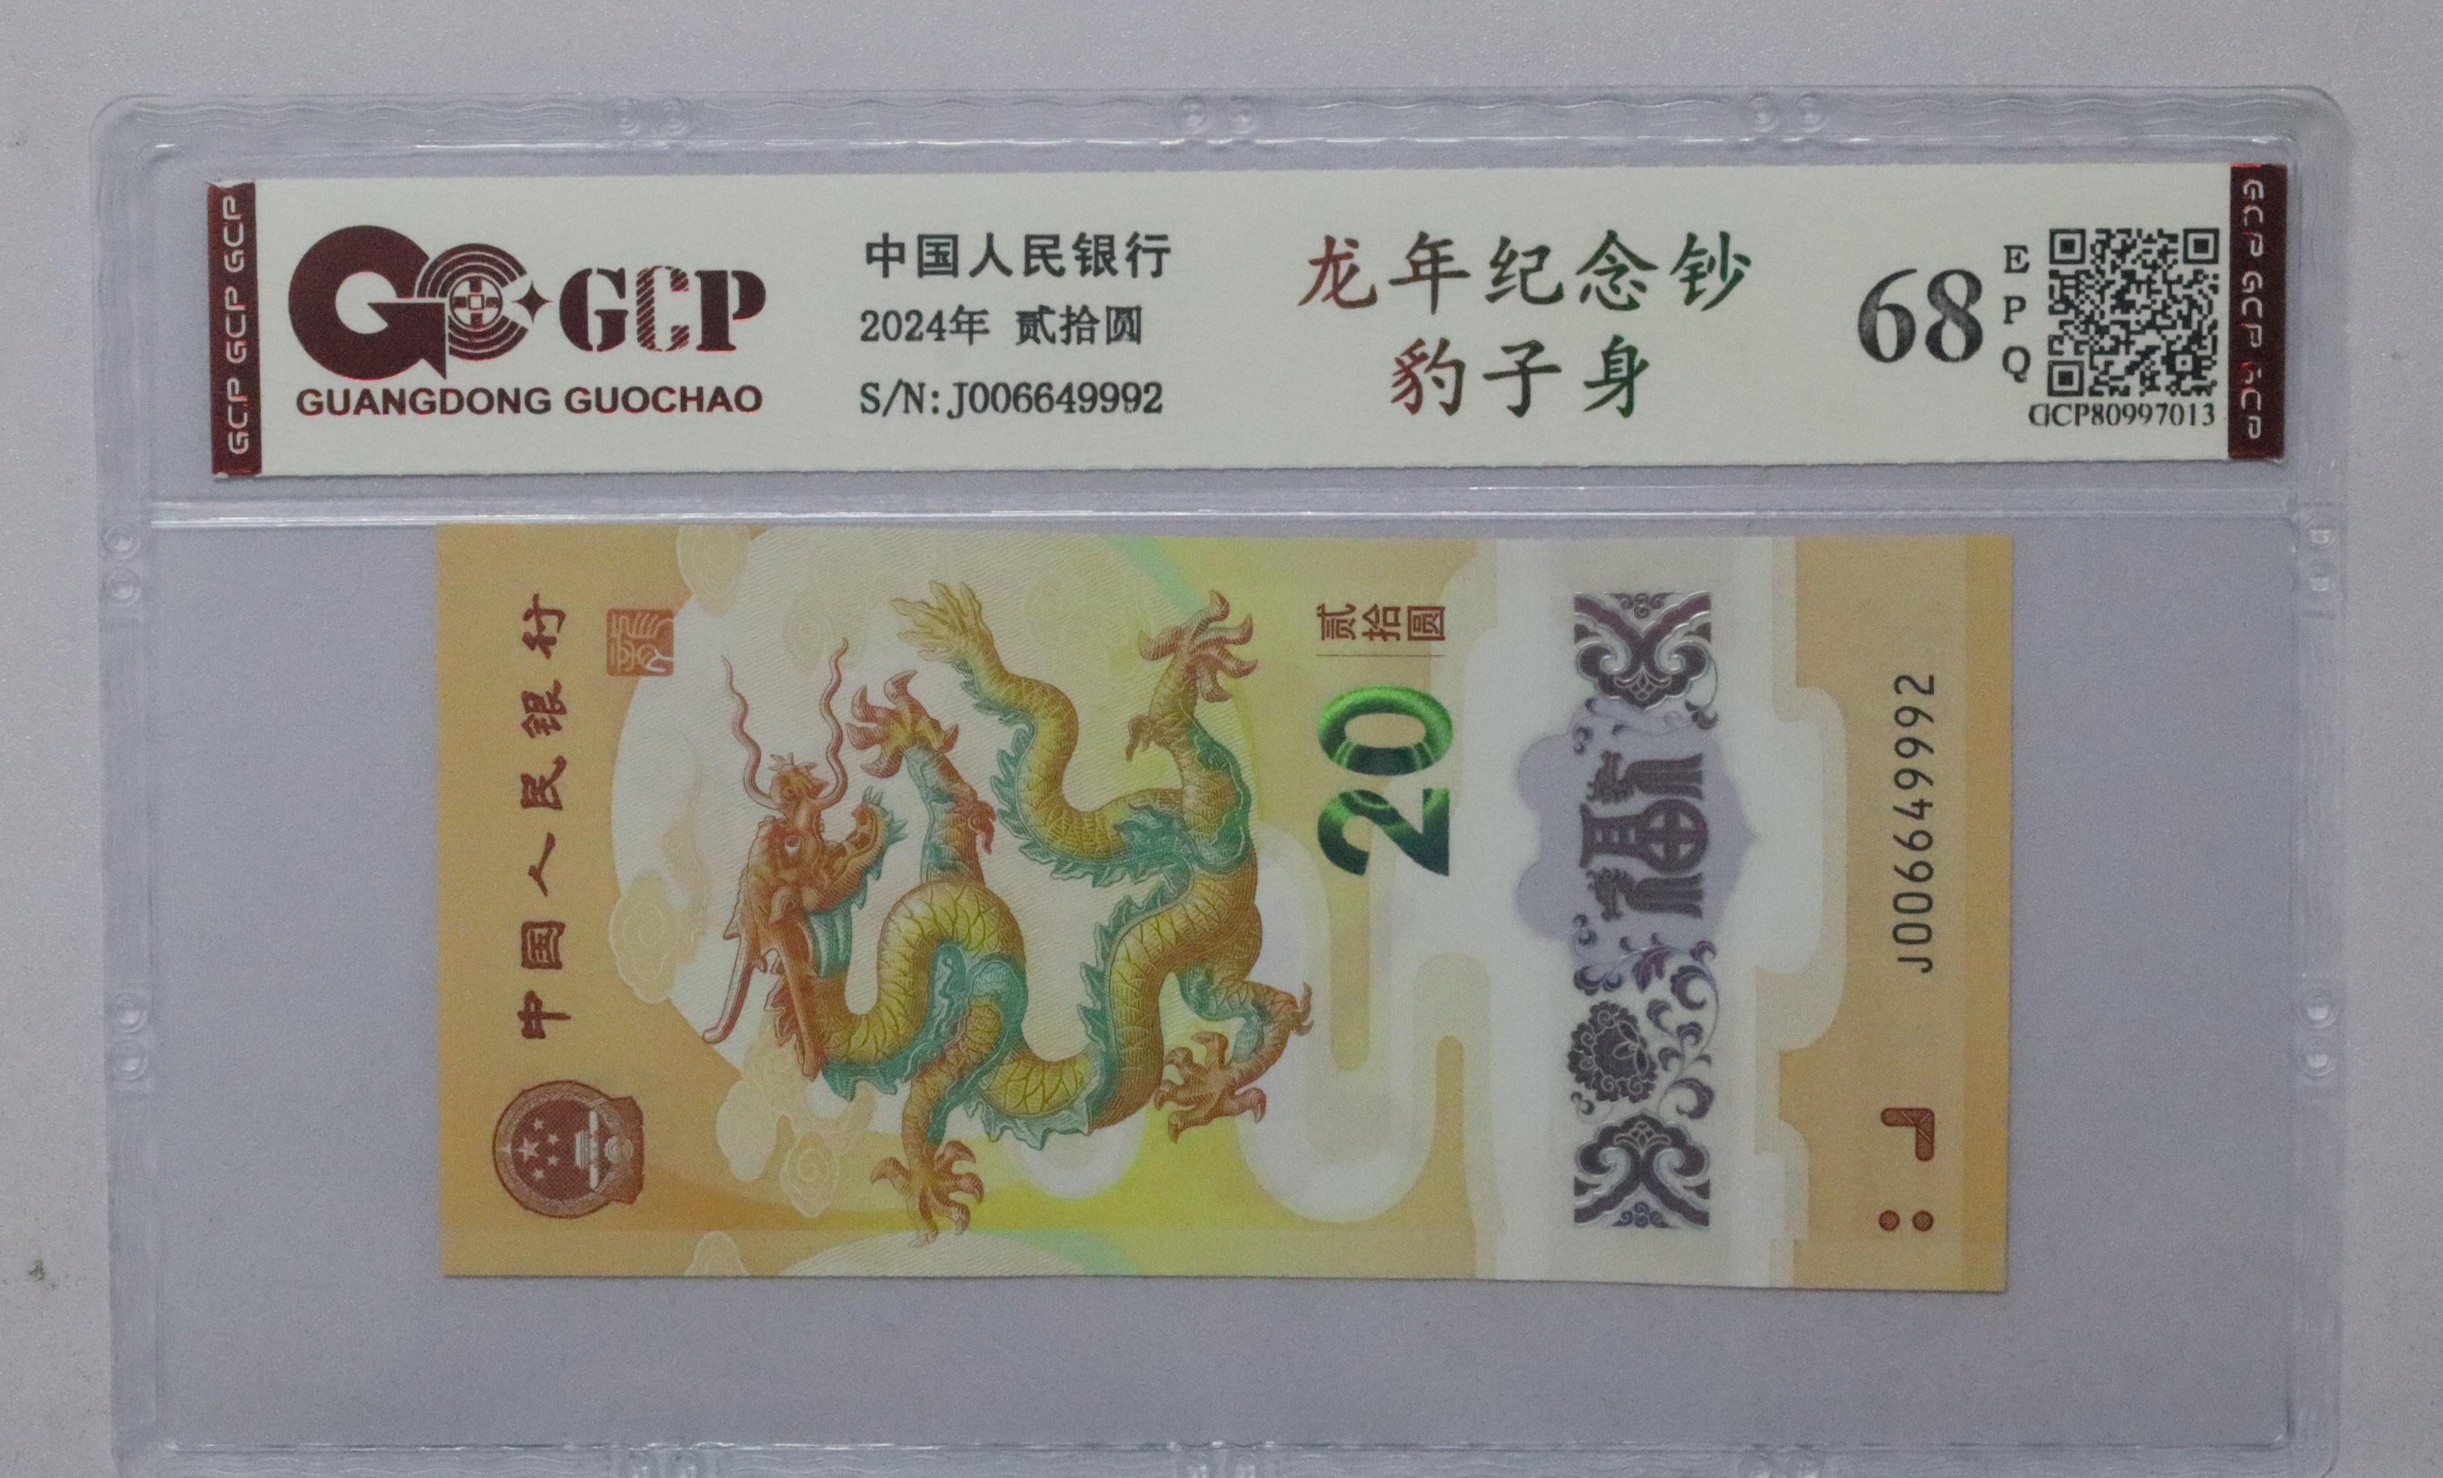 GCP GCP GCP
GCP
GUANGDONG GUOCHAO
中国人民银行
2024年 贰拾圆
S/N:J006649992
龙年纪念钞
豹子身
68
EPQ
GCP80997013
GCP GCP GCP
中国人民银行
贰拾圆
20
J006649992